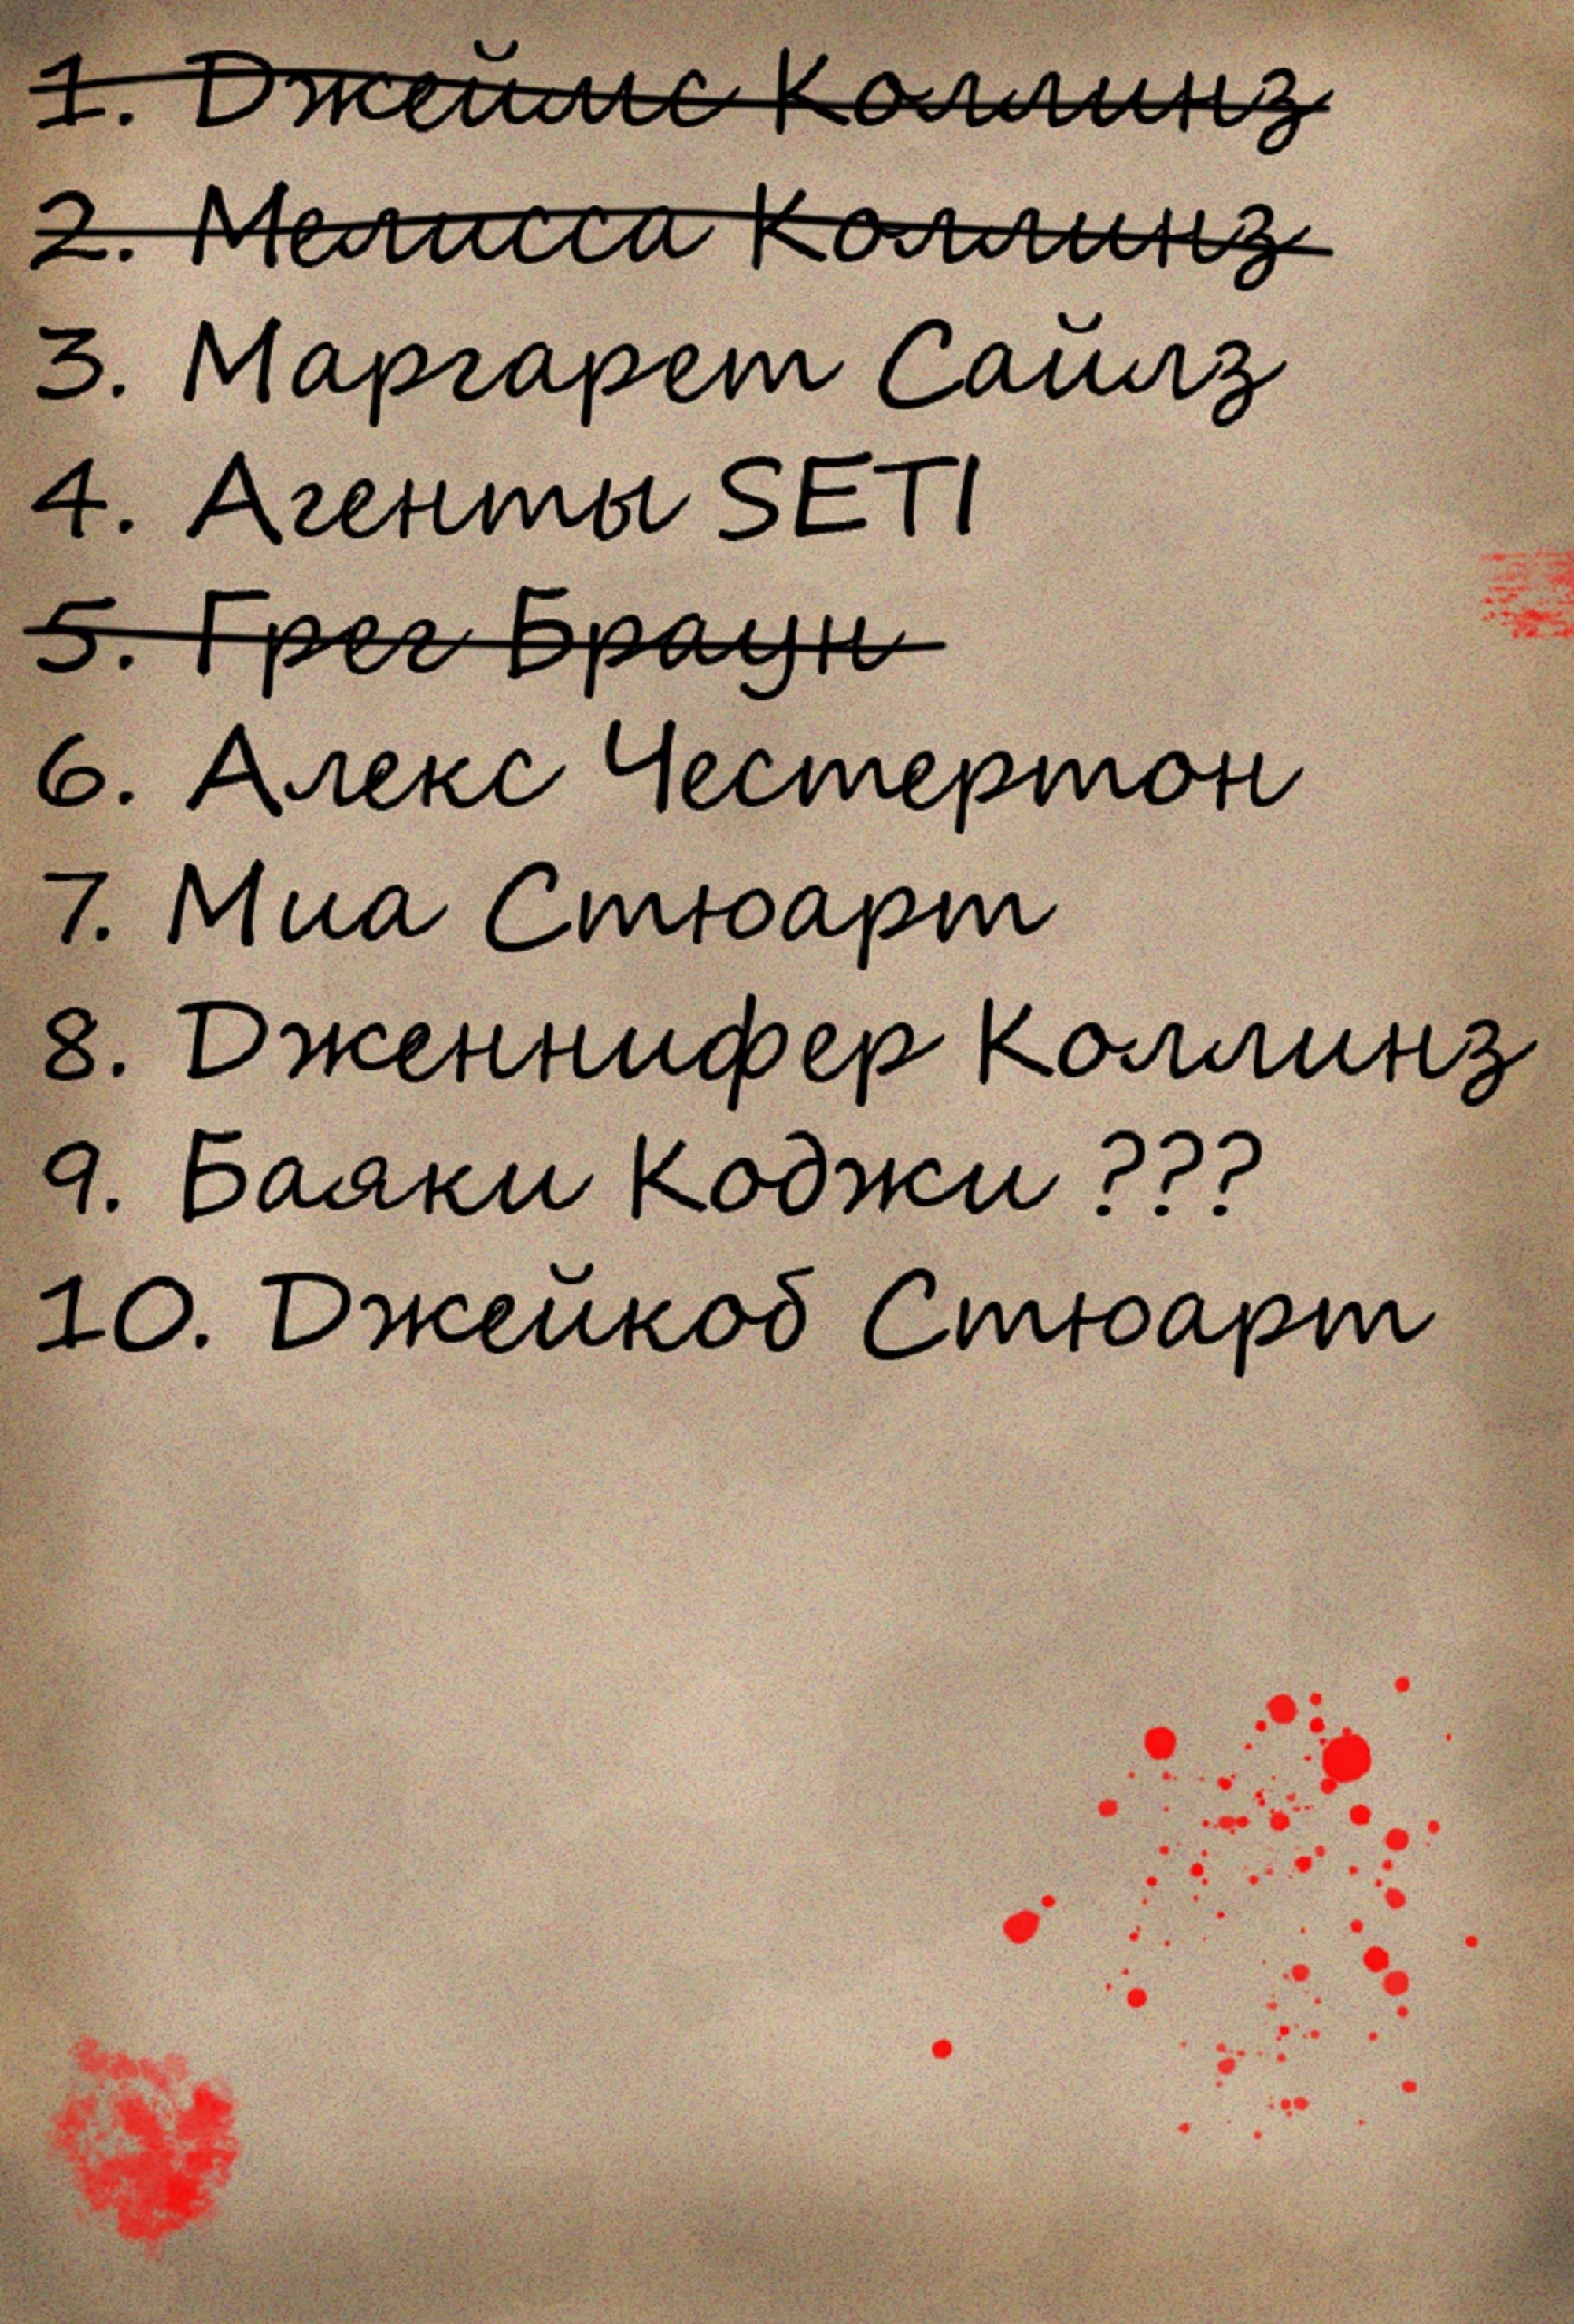 1. Джеймс Коллинз
2. Мелисса Коллинз
3. Маргарет Сайлз
4. Агенты SETI
5. Грег Браун
6. Алекс Честертон
7. Миа Стюарт
8. Дженнифер Коллинз
9. Баяки Коджи ???
10. Джейкоб Стюарт